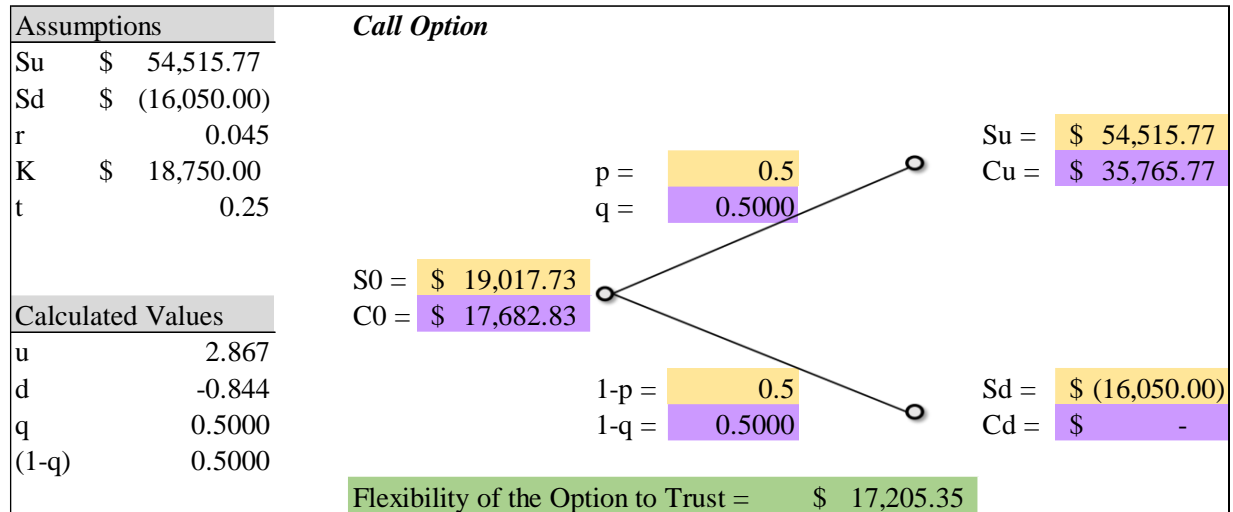 Assumptions
Su $ 54,515.77
Sd $ (16,050.00)
r 0.045
K $ 18,750.00
t 0.25
Calculated Values
u 2.867
d -0.844
q 0.5000
(1-q) 0.5000
Call Option
Su = $ 54,515.77
Cu = $ 35,765.77
p = 0.5
q = 0.5000
S0 = $ 19,017.73
C0 = $ 17,682.83
1-p = 0.5
1-q = 0.5000
Sd = $ (16,050.00)
Cd = $ -
Flexibility of the Option to Trust = $ 17,205.35